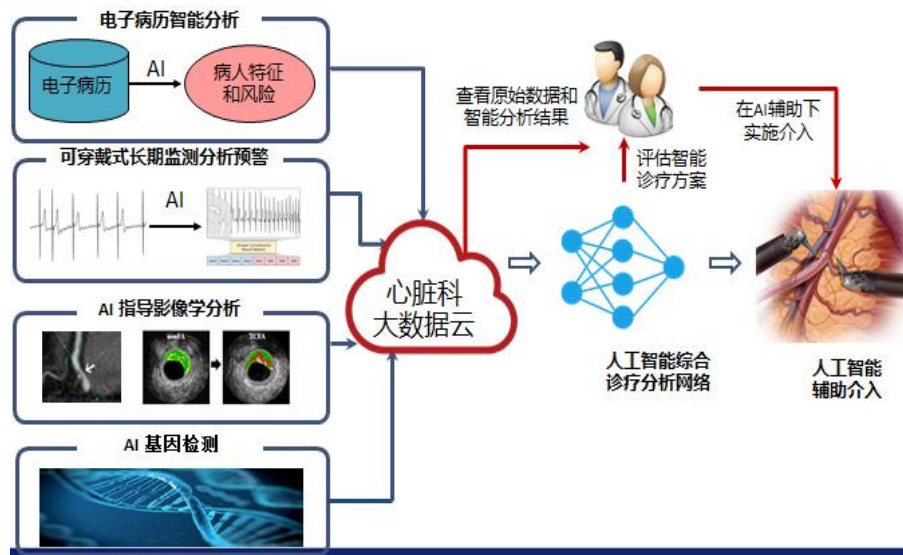 电子病历智能分析
电子病历
AI
病人特征
和风险
可穿戴式长期监测分析预警
AI
AI 指导影像学分析
TCFA
AI 基因检测
心脏科
大数据云
查看原始数据和
智能分析结果
评估智能
诊疗方案
在AI辅助下
实施介入
人工智能综合
诊疗分析网络
人工智能
辅助介入